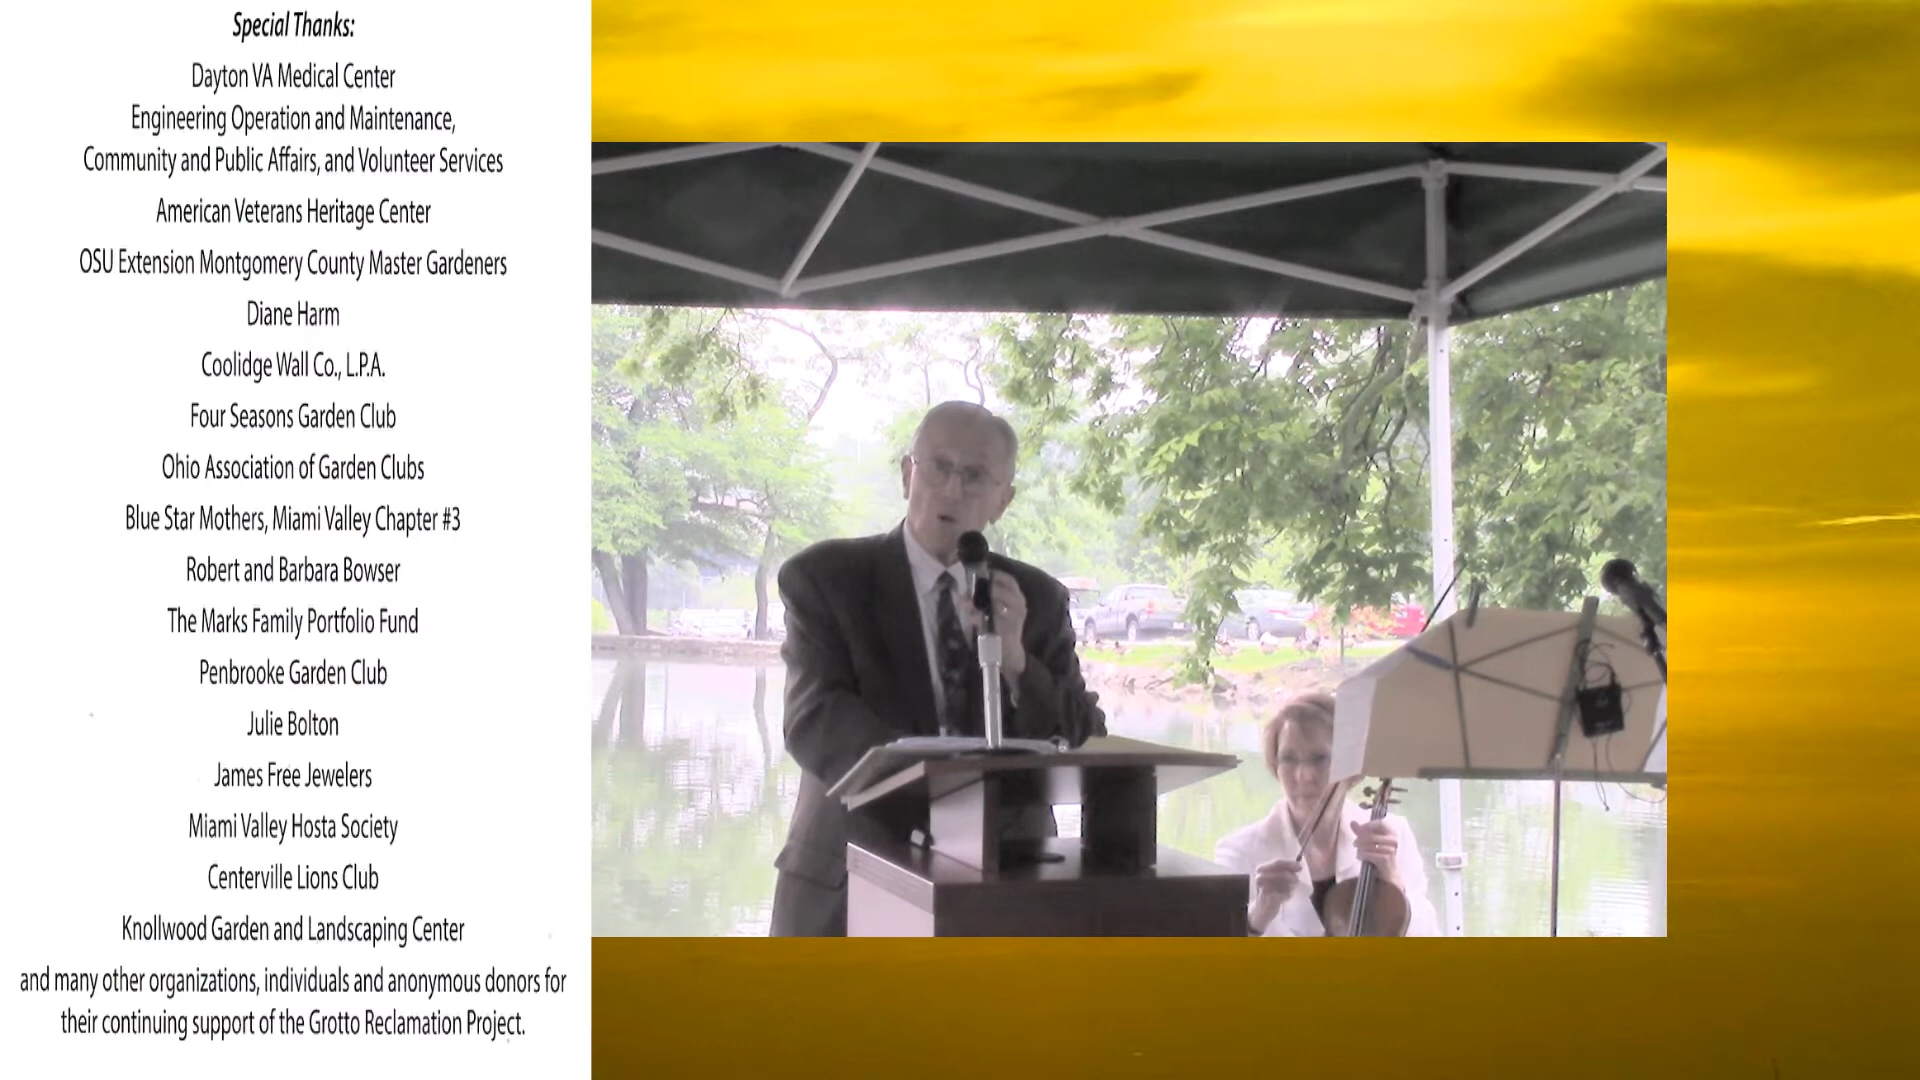 Special Thanks:
Dayton VA Medical Center
Engineering Operation and Maintenance,
Community and Public Affairs, and Volunteer Services
American Veterans Heritage Center
OSU Extension Montgomery County Master Gardeners
Diane Harm
Coolidge Wall Co., L.P.A.
Four Seasons Garden Club
Ohio Association of Garden Clubs
Blue Star Mothers, Miami Valley Chapter #3
Robert and Barbara Bowser
The Marks Family Portfolio Fund
Penbrooke Garden Club
Julie Bolton
James Free Jewelers
Miami Valley Hosta Society
Centerville Lions Club
Knollwood Garden and Landscaping Center
and many other organizations, individuals and anonymous donors for
their continuing support of the Grotto Reclamation Project.